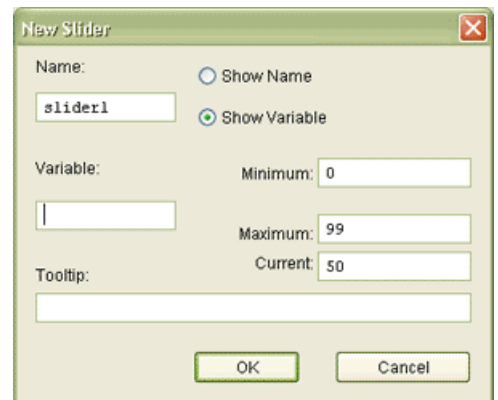 New Slider
Name:
Show Name
slider1
Show Variable
Variable:
Minimum: 0
Maximum: 99
Current: 50
Tooltip:
OK
Cancel